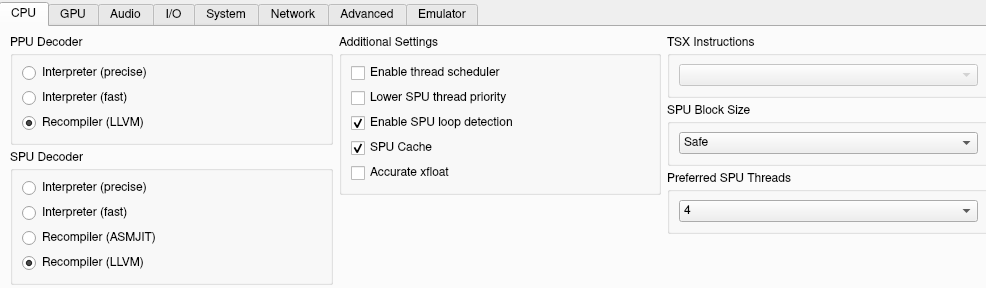 CPU
GPU
Audio
I/O
System
Network
Advanced
Emulator
PPU Decoder
Interpreter (precise)
Interpreter (fast)
Recompiler (LLVM)
SPU Decoder
Interpreter (precise)
Interpreter (fast)
Recompiler (ASMJIT)
Recompiler (LLVM)
Additional Settings
Enable thread scheduler
Lower SPU thread priority
Enable SPU loop detection
SPU Cache
Accurate xfloat
TSX Instructions
SPU Block Size
Safe
Preferred SPU Threads
4